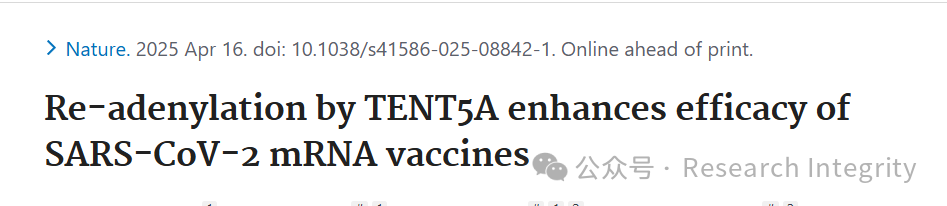 Nature. 2025 Apr 16. doi: 10.1038/s41586-025-08842-1. Online ahead of print.
Re-adenylation by TENT5A enhances efficacy of
SARS-CoV-2 mRNA vaccines
公众号 · Research Integrity